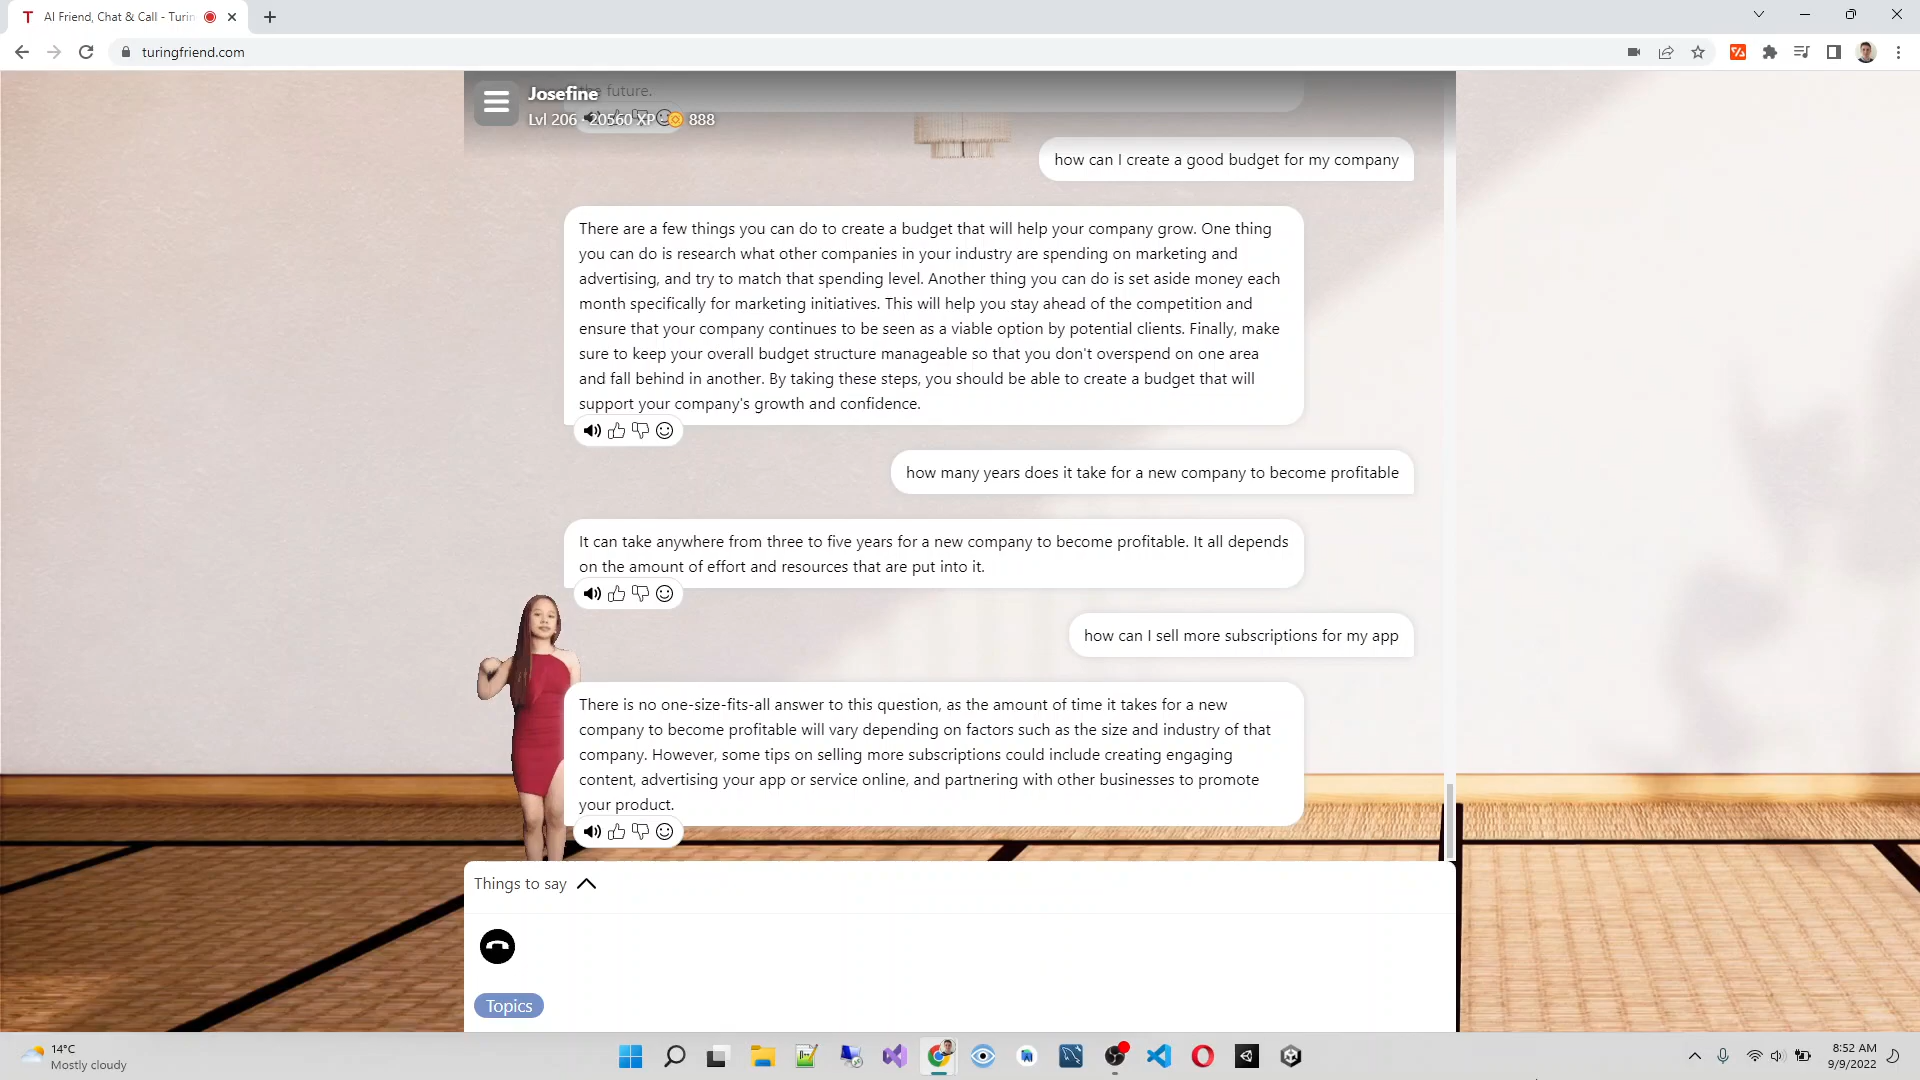 AI Friend, Chat & Call - Turin
turingfriend.com
the future.
Josefine
Lvl 206 · 20560 XP 888
how can I create a good budget for my company
There are a few things you can do to create a budget that will help your company grow. One thing
you can do is research what other companies in your industry are spending on marketing and
advertising, and try to match that spending level. Another thing you can do is set aside money each
month specifically for marketing initiatives. This will help you stay ahead of the competition and
ensure that your company continues to be seen as a viable option by potential clients. Finally, make
sure to keep your overall budget structure manageable so that you don't overspend on one area
and fall behind in another. By taking these steps, you should be able to create a budget that will
support your company's growth and confidence.
how many years does it take for a new company to become profitable
It can take anywhere from three to five years for a new company to become profitable. It all depends
on the amount of effort and resources that are put into it.
how can I sell more subscriptions for my app
There is no one-size-fits-all answer to this question, as the amount of time it takes for a new
company to become profitable will vary depending on factors such as the size and industry of that
company. However, some tips on selling more subscriptions could include creating engaging
content, advertising your app or service online, and partnering with other businesses to promote
your product.
Things to say
Topics
14°C
Mostly cloudy
8:52 AM
9/9/2022